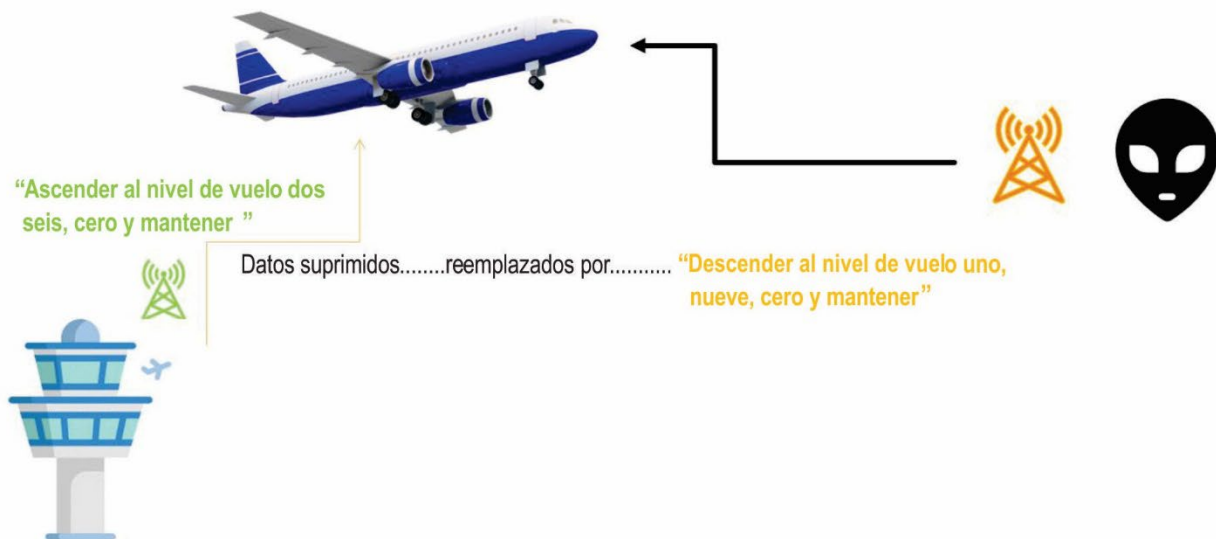 “Ascender al nivel de vuelo dos
seis, cero y mantener ”
Datos suprimidos........reemplazados por........... “Descender al nivel de vuelo uno,
nueve, cero y mantener”